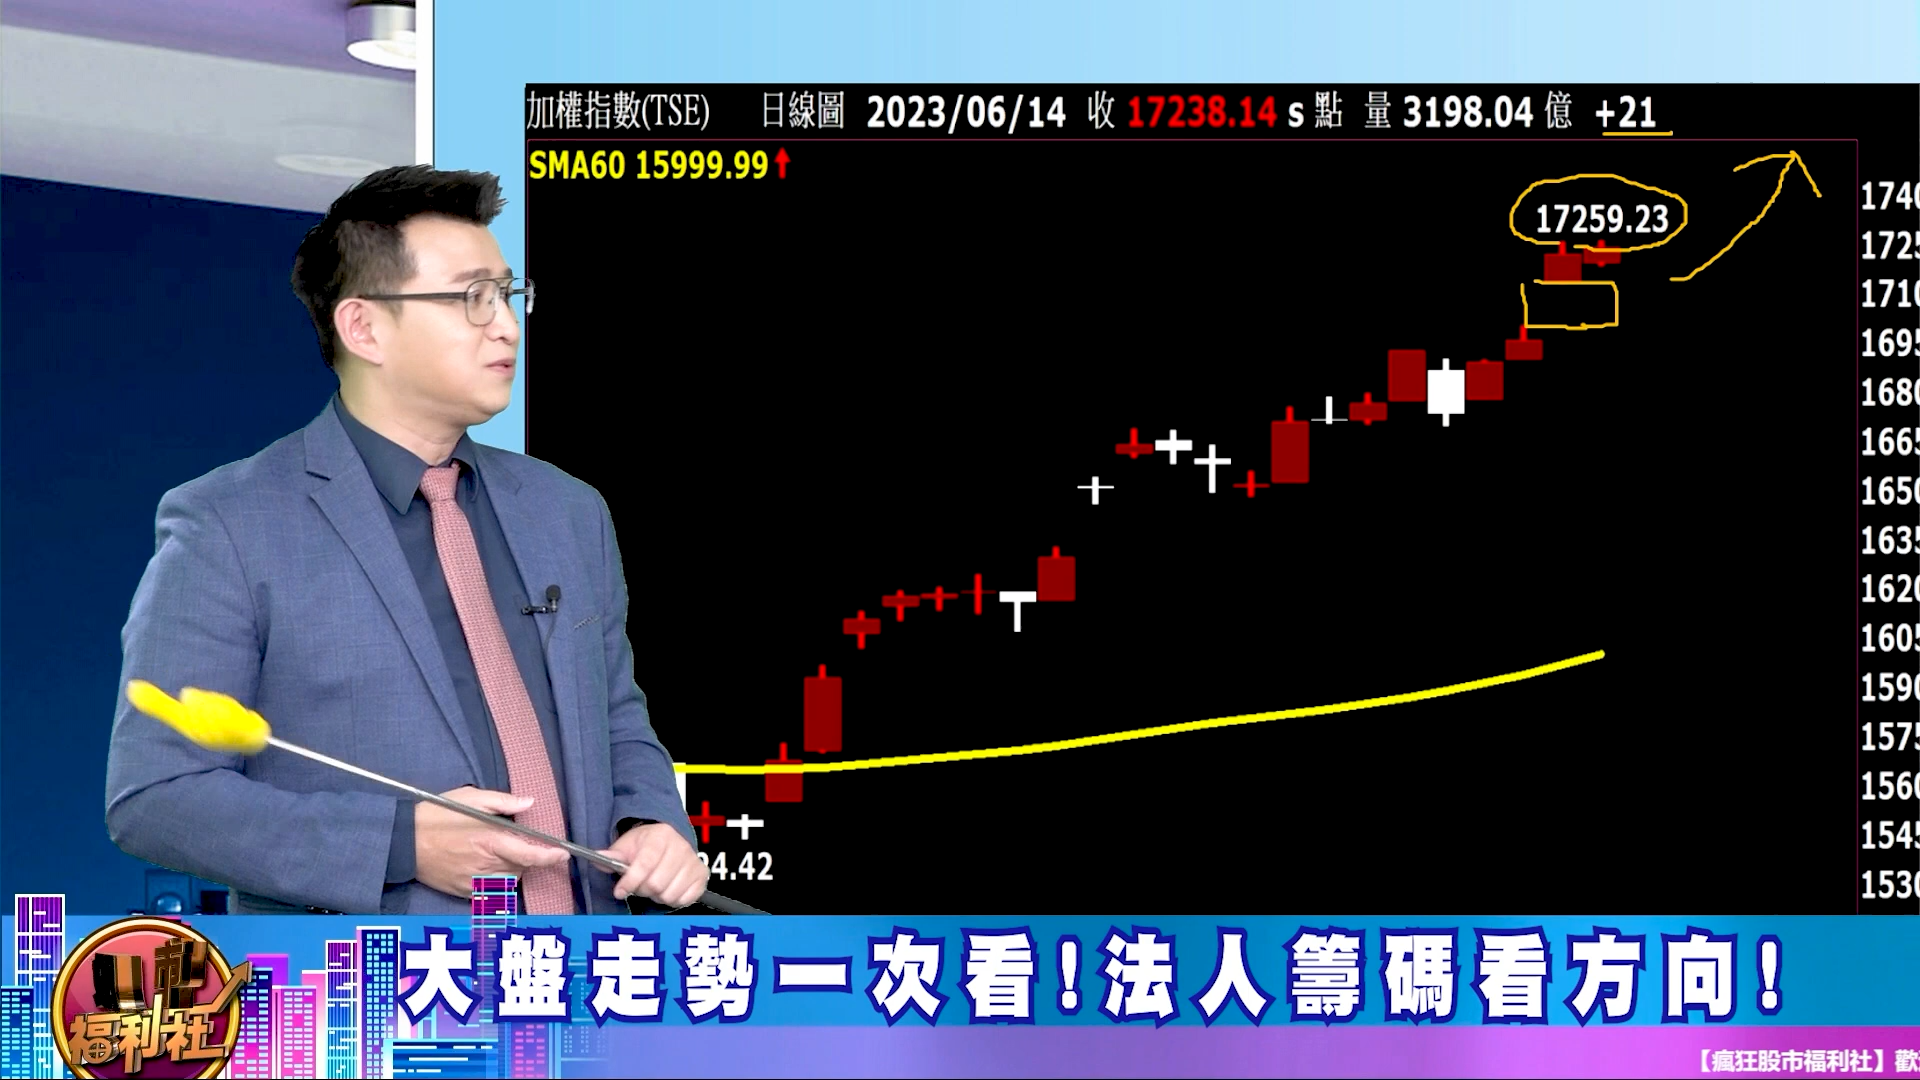 加權指數(TSE) 日線圖 2023/06/14 收 17238.14 s 點 量 3198.04 億 +21
SMA60 15999.99↑
17259.23
4.42
大盤走勢一次看!法人籌碼看方向!
福利社
【瘋狂股市福利社】歡